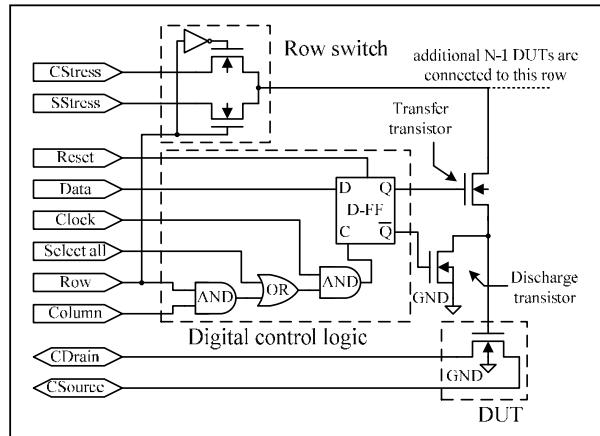 Row switch
additional N-1 DUTs are
connected to this row
CStress
SStress
Transfer
transistor
Reset
Data
Clock
Select all
Row
Column
D
Q
D-FF
C
Q̅
AND
OR
AND
GND
Discharge
transistor
Digital control logic
CDrain
CSource
GND
DUT